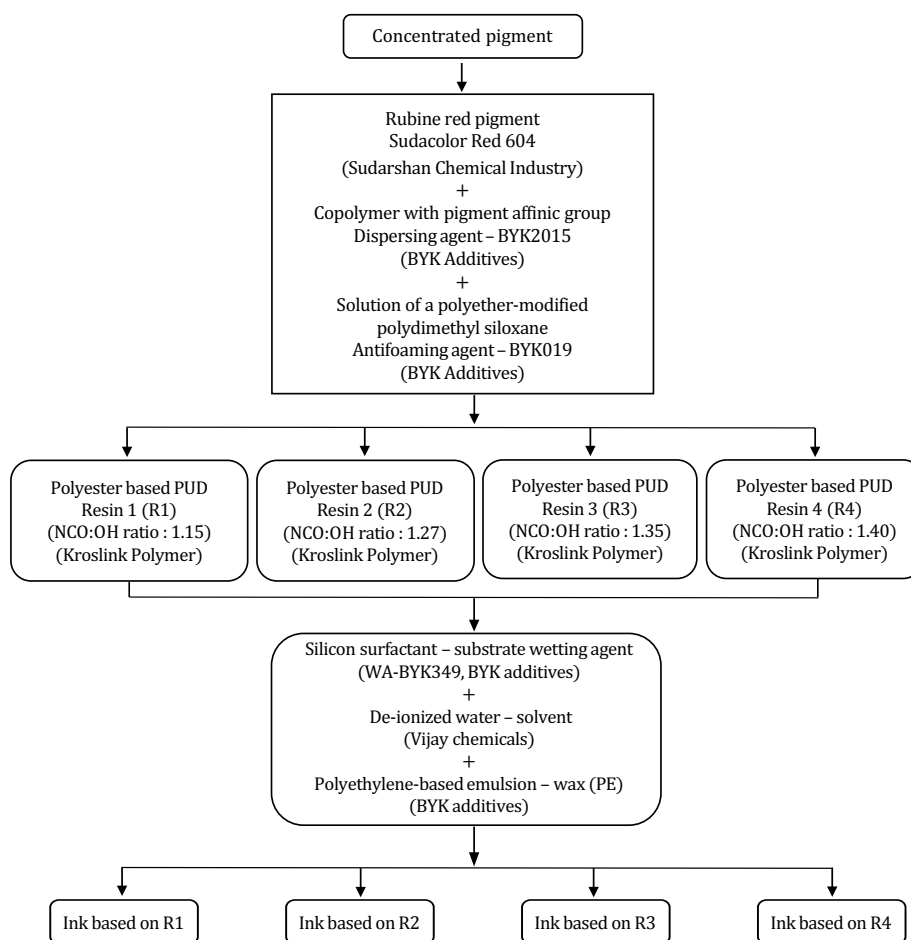 Concentrated pigment
Rubine red pigment
Sudacolor Red 604
(Sudarshan Chemical Industry)
+
Copolymer with pigment affinic group
Dispersing agent – BYK2015
(BYK Additives)
+
Solution of a polyether-modified
polydimethyl siloxane
Antifoaming agent – BYK019
(BYK Additives)
Polyester based PUD
Resin 1 (R1)
(NCO:OH ratio : 1.15)
(Kroslink Polymer)
Polyester based PUD
Resin 2 (R2)
(NCO:OH ratio : 1.27)
(Kroslink Polymer)
Polyester based PUD
Resin 3 (R3)
(NCO:OH ratio : 1.35)
(Kroslink Polymer)
Polyester based PUD
Resin 4 (R4)
(NCO:OH ratio : 1.40)
(Kroslink Polymer)
Silicon surfactant – substrate wetting agent
(WA-BYK349, BYK additives)
+
De-ionized water – solvent
(Vijay chemicals)
+
Polyethylene-based emulsion – wax (PE)
(BYK additives)
Ink based on R1
Ink based on R2
Ink based on R3
Ink based on R4